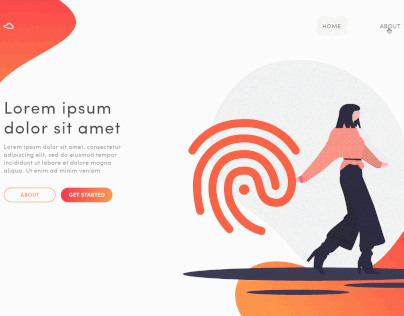 HOME
ABOUT
Lorem ipsum
dolor sit amet
Lorem ipsum dolor sit amet, consectetur
adipiscing elit, sed do eiusmod tempor
incididunt ut labore et dolore magna
aliqua. Ut enim ad minim veniam.
ABOUT
GET STARTED